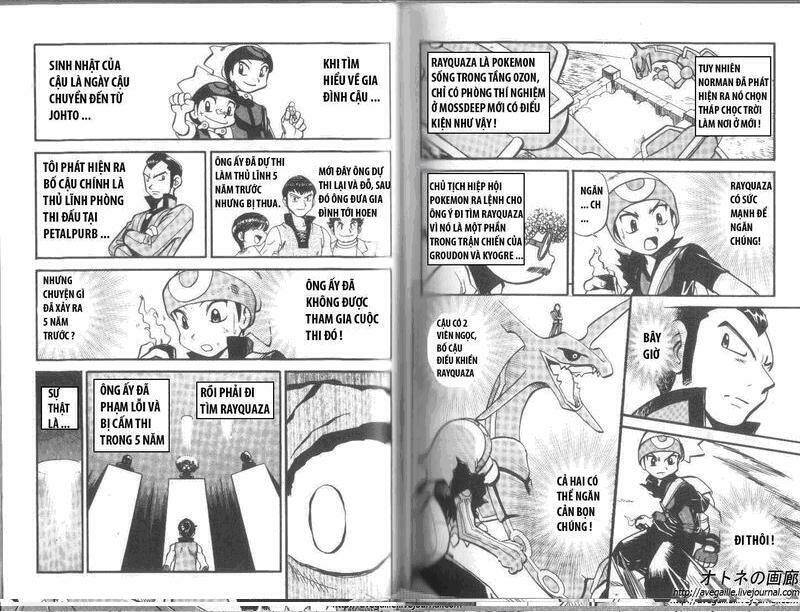 SINH NHẬT CỦA
CẬU LÀ NGÀY CẬU
CHUYỂN ĐẾN TỪ
JOHTO ...
KHI TÌM
HIỂU VỀ GIA
ĐÌNH CẬU ...
TÔI PHÁT HIỆN RA
BỐ CẬU CHÍNH LÀ
THỦ LĨNH PHÒNG
THI ĐẤU TẠI
PETALPURB ...
ÔNG ẤY ĐÃ DỰ THI
LÀM THỦ LĨNH 5
NĂM TRƯỚC
NHƯNG BỊ THUA.
MỚI ĐÂY ÔNG DỰ
THI LẠI VÀ ĐỖ, SAU
ĐÓ ÔNG ĐƯA GIA
ĐÌNH TỚI HOEN
NHƯNG
CHUYỆN GÌ
ĐÃ XẢY RA
5 NĂM
TRƯỚC ?
ÔNG ẤY ĐÃ
KHÔNG ĐƯỢC
THAM GIA CUỘC
THI ĐÓ !
SỰ
THẬT
LÀ ...
ÔNG ẤY ĐÃ
PHẠM LỖI VÀ
BỊ CẤM THI
TRONG 5 NĂM
RỒI PHẢI ĐI
TÌM RAYQUAZA
RAYQUAZA LÀ POKEMON
SỐNG TRONG TẦNG OZON,
CHỈ CÓ PHÒNG THÍ NGHIỆM
Ở MOSSDEEP MỚI CÓ ĐIỀU
KIỆN NHƯ VẬY !
TUY NHIÊN
NORMAN ĐÃ PHÁT
HIỆN RA NÓ CHỌN
THÁP CHỌC TRỜI
LÀM NƠI Ở MỚI !
CHỦ TỊCH HIỆP HỘI
POKEMON RA LỆNH CHO
ÔNG Ý ĐI TÌM RAYQUAZA
VÌ NÓ LÀ MỘT PHẦN
TRONG TRẬN CHIẾN CỦA
GROUDON VÀ KYOGRE ...
NGĂN
... CH
RAYQUAZA
CÓ SỨC
MẠNH ĐỂ
NGĂN
CHÚNG!
CẬU CÓ 2
VIÊN NGỌC,
BỐ CẬU
ĐIỀU KHIỂN
RAYQUAZA
BÂY
GIỜ
CẢ HAI CÓ
THỂ NGĂN
CẢN BỌN
CHÚNG !
ĐI THÔI !
オトネの画廊
http://avegaille.livejournal.com
http://avegaille.livejournal.com